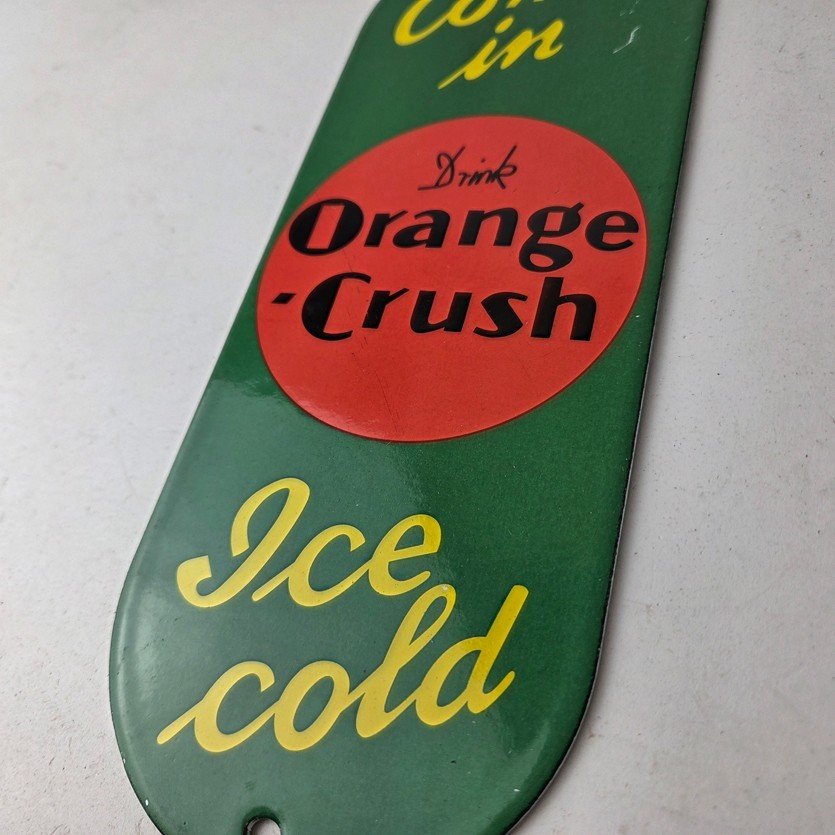 in
Drink
Orange
-Crush
Ice
cold